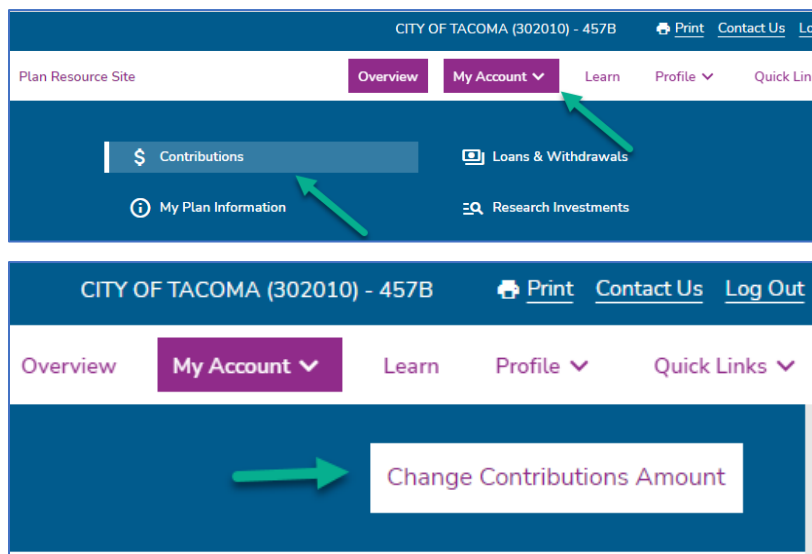 CITY OF TACOMA (302010) - 457B Print Contact Us
Plan Resource Site Overview My Account Learn Profile Quick
Contributions Loans & Withdrawals
My Plan Information Research Investments
CITY OF TACOMA (302010) - 457B Print Contact Us Log Out
Overview My Account Learn Profile Quick Links
Change Contributions Amount